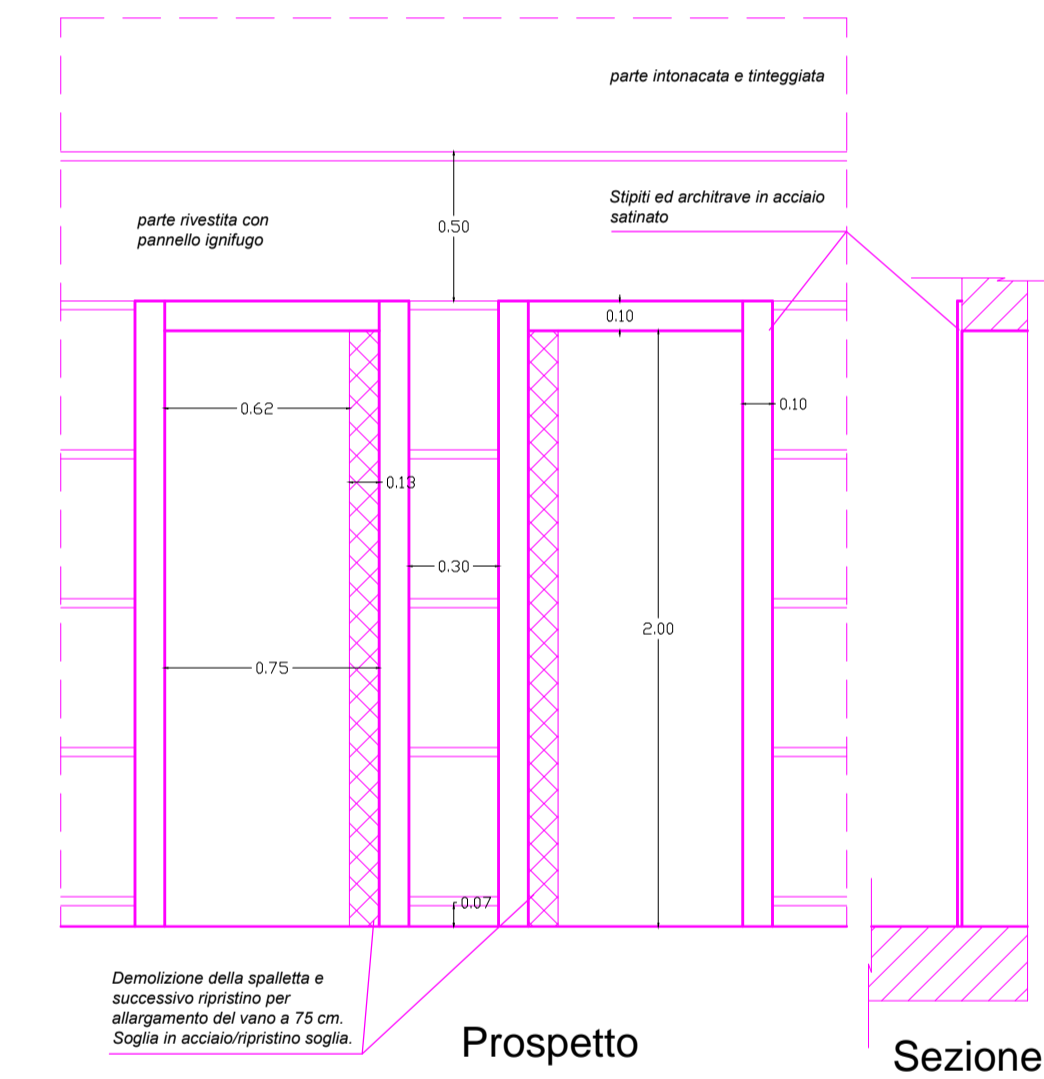 parte intonacata e tinteggiata
Stipiti ed architrave in acciaio
satinato
parte rivestita con
pannello ignifugo
0.50
0.10
0.62
0.10
0.13
0.30
2.00
0.75
0.07
Demolizione della spalletta e
successivo ripristino per
allargamento del vano a 75 cm.
Soglia in acciaio/ripristino soglia.
Prospetto
Sezione